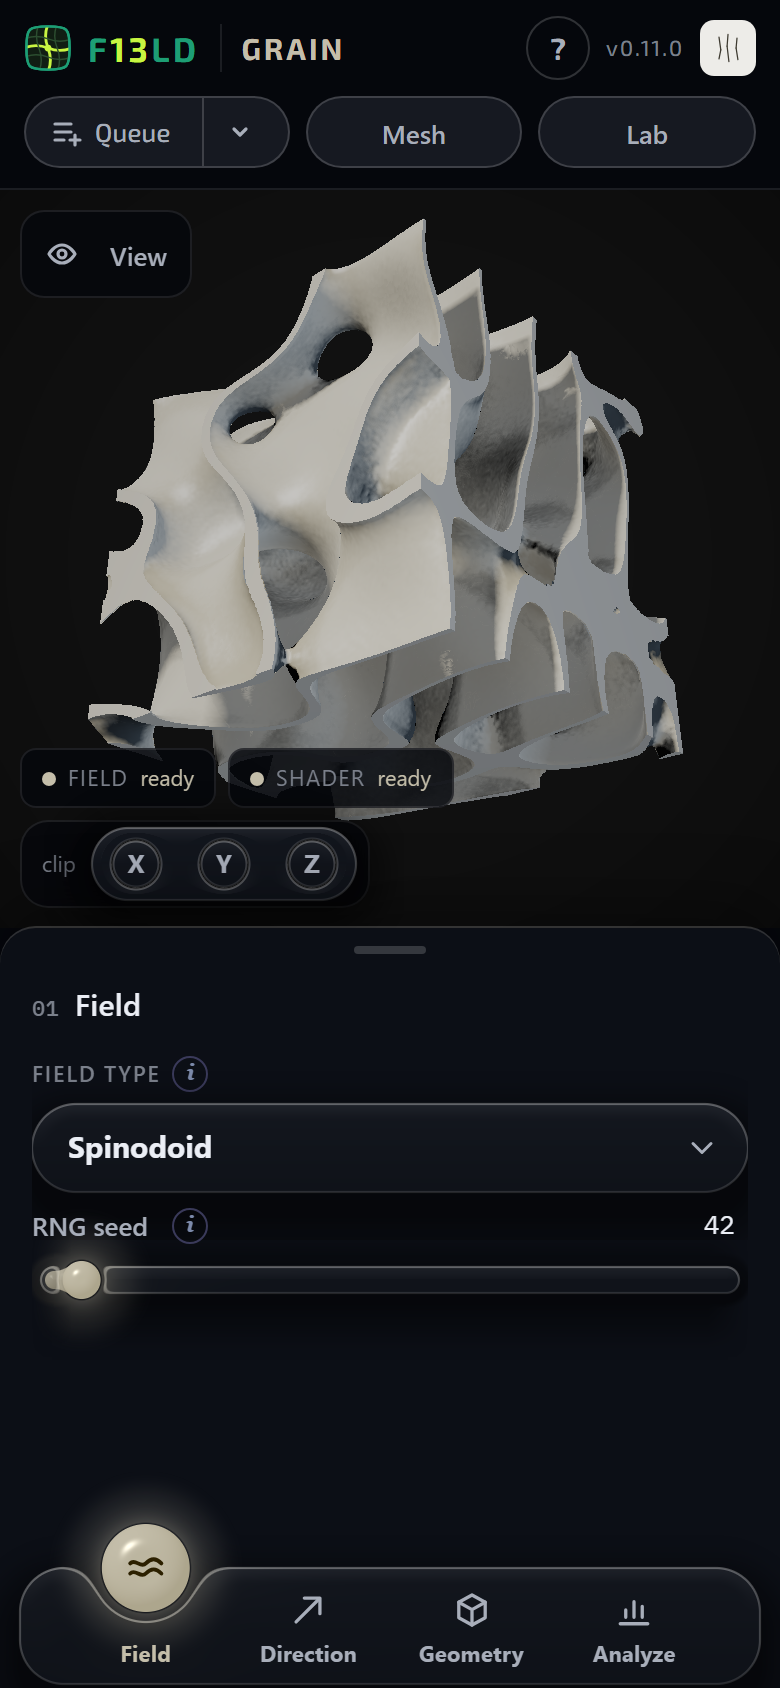 F13LD GRAIN ? v0.11.0
Queue Mesh Lab
View
FIELD ready SHADER ready
clip X Y Z
01 Field
FIELD TYPE i
Spinodoid
RNG seed i 42
Field Direction Geometry Analyze